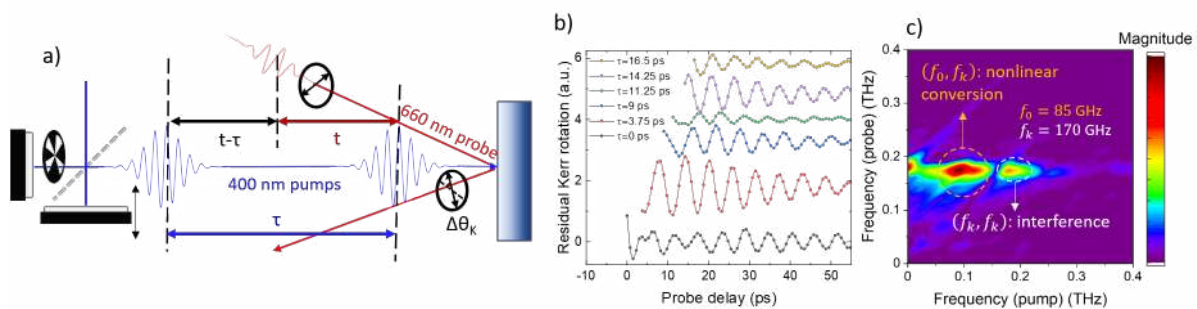 a)
t-τ
t
660 nm probe
400 nm pumps
τ
ΔθK
b)
Residual Kerr rotation (a.u.)
6
4
2
0
τ=16.5 ps
τ=14.25 ps
τ=11.25 ps
τ=9 ps
τ=3.75 ps
τ=0 ps
-10 0 10 20 30 40 50
Probe delay (ps)
c)
Magnitude
Frequency (probe) (THz)
0.4
0.3
0.2
0.1
0
(f0, fk): nonlinear
conversion
f0 = 85 GHz
fk = 170 GHz
(fk, fk): interference
0 0.1 0.2 0.3 0.4
Frequency (pump) (THz)